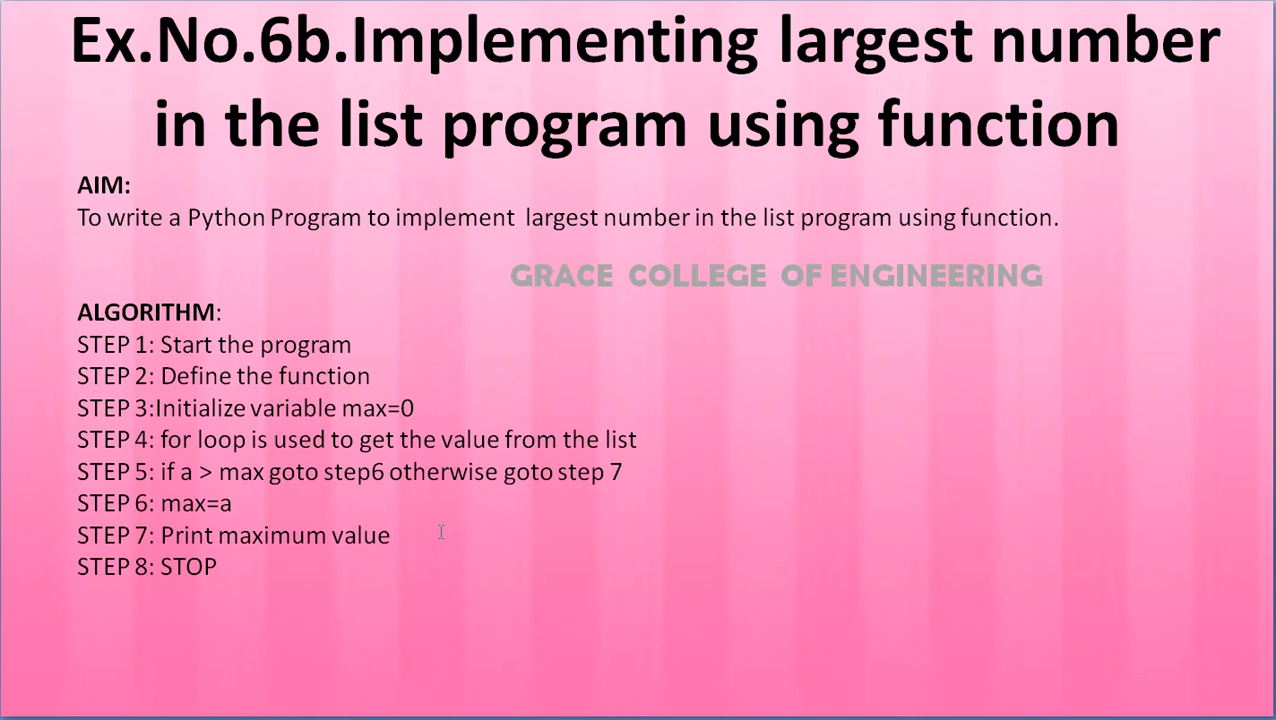 Ex.No.6b.Implementing largest number
in the list program using function
AIM:
To write a Python Program to implement largest number in the list program using function.
GRACE COLLEGE OF ENGINEERING
ALGORITHM:
STEP 1: Start the program
STEP 2: Define the function
STEP 3:Initialize variable max=0
STEP 4: for loop is used to get the value from the list
STEP 5: if a > max goto step6 otherwise goto step 7
STEP 6: max=a
STEP 7: Print maximum value
STEP 8: STOP